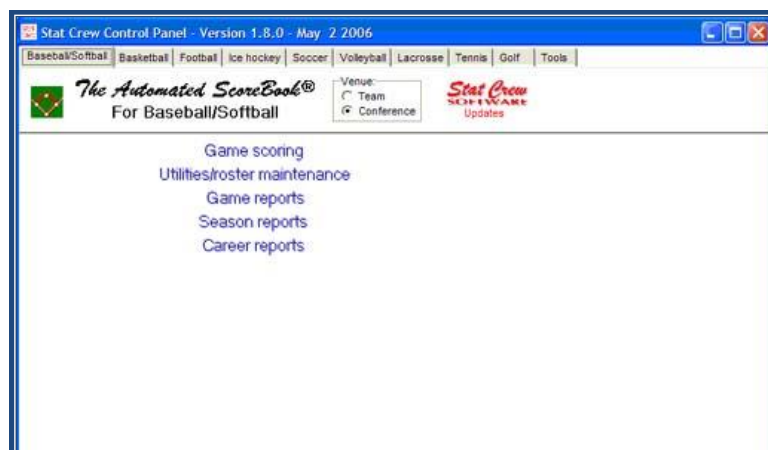 Stat Crew Control Panel - Version 1.8.0 - May 2 2006
Baseball/Softball Basketball Football Ice hockey Soccer Volleyball Lacrosse Tennis Golf Tools
The Automated ScoreBook®
For Baseball/Softball
Venue:
Team
Conference
Stat Crew
SOFTWARE
Updates
Game scoring
Utilities/roster maintenance
Game reports
Season reports
Career reports